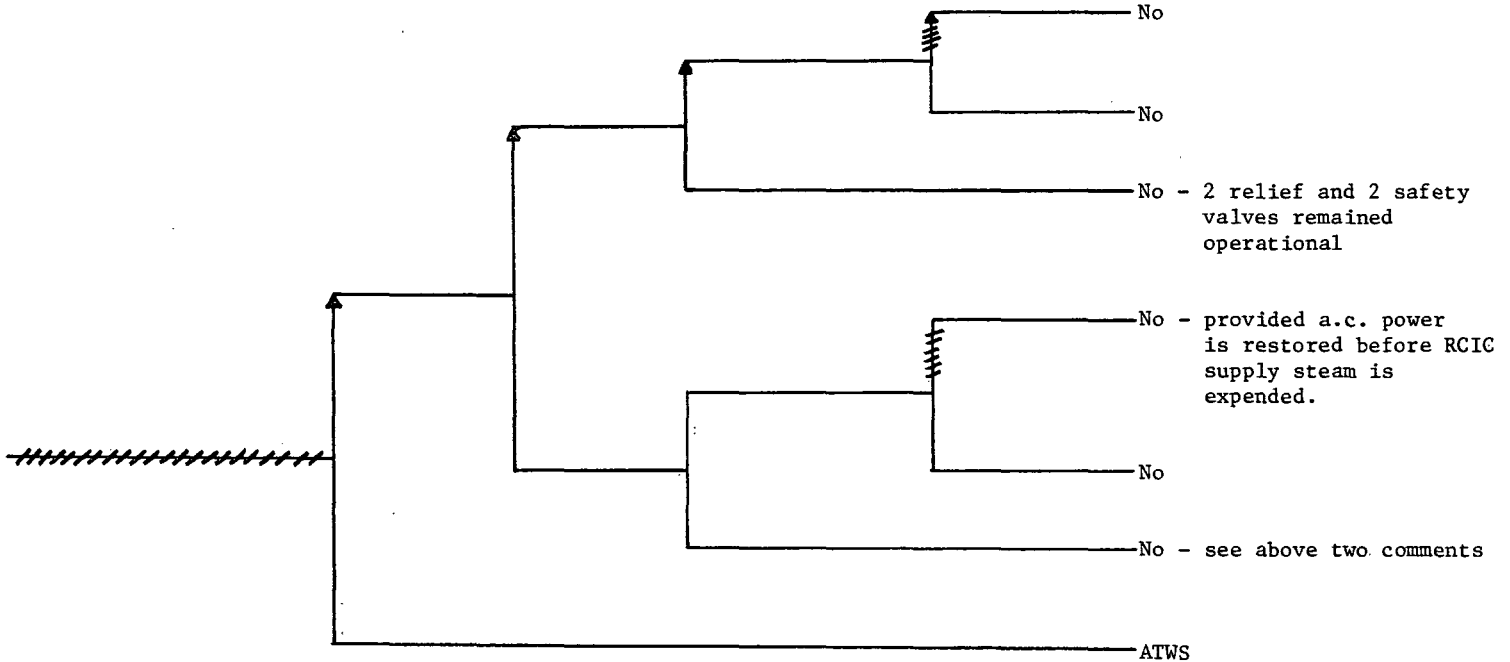 No
No
No - 2 relief and 2 safety
valves remained
operational
No - provided a.c. power
is restored before RCIC
supply steam is
expended.
No
No - see above two comments
ATWS